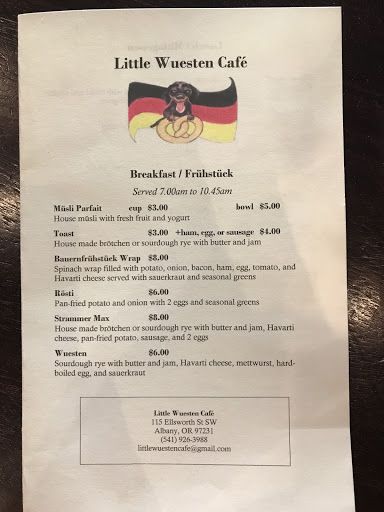 Little Wuesten Café
Breakfast / Frühstück
Served 7.00am to 10.45am
Müsli Parfait cup $3.00 bowl $5.00
House müsli with fresh fruit and yogurt
Toast $3.00 +ham, egg, or sausage $4.00
House made brötchen or sourdough rye with butter and jam
Bauernfrühstück Wrap $8.00
Spinach wrap filled with potato, onion, bacon, ham, egg, tomato, and
Havarti cheese served with sauerkraut and seasonal greens
Rösti $6.00
Pan-fried potato and onion with 2 eggs and seasonal greens
Strammer Max $8.00
House made brötchen or sourdough rye with butter and jam, Havarti
cheese, pan-fried potato, sausage, and 2 eggs
Wuesten $6.00
Sourdough rye with butter and jam, Havarti cheese, mettwurst, hard-
boiled egg, and sauerkraut
Little Wuesten Café
115 Ellsworth St SW
Albany, OR 97231
(541) 926-3988
littlewuestencafe@gmail.com